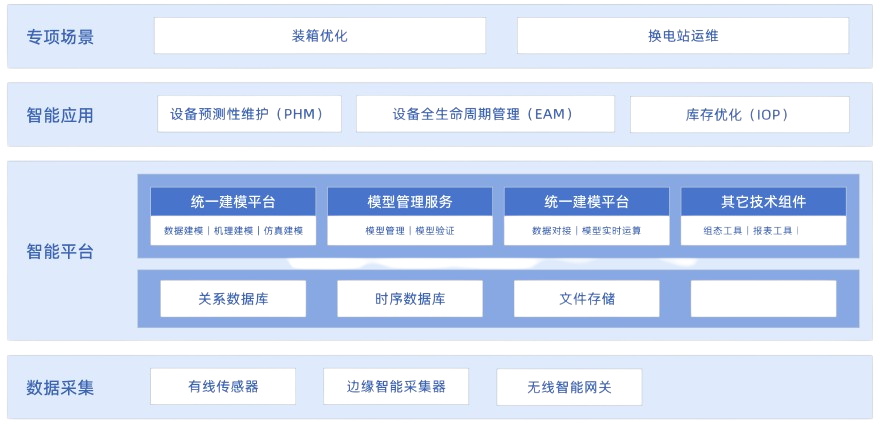 专项场景
装箱优化
换电站运维
智能应用
设备预测性维护（PHM）
设备全生命周期管理（EAM）
库存优化（IOP）
智能平台
统一建模平台
模型管理服务
统一建模平台
其它技术组件
数据建模｜机理建模｜仿真建模
模型管理｜模型验证
数据对接｜模型实时运算
组态工具｜报表工具｜
关系数据库
时序数据库
文件存储
数据采集
有线传感器
边缘智能采集器
无线智能网关